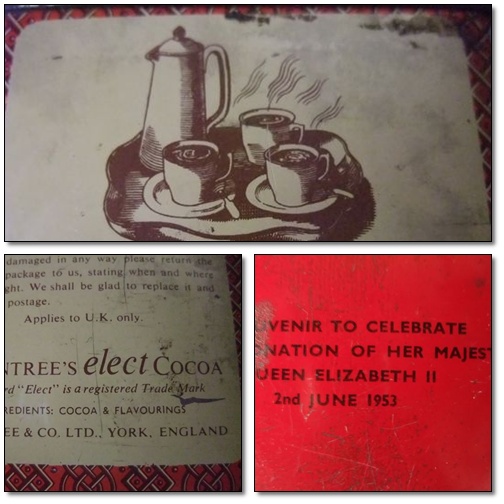 damaged in any way please return the
package to us, stating when and where
ght. We shall be glad to replace it and
postage.
Applies to U.K. only.
NTREE'S elect COCOA
rd "Elect" is a registered Trade Mark
REDIENTS: COCOA & FLAVOURINGS
EE & CO. LTD., YORK, ENGLAND
VENIR TO CELEBRATE
NATION OF HER MAJEST
UEEN ELIZABETH II
2nd JUNE 1953